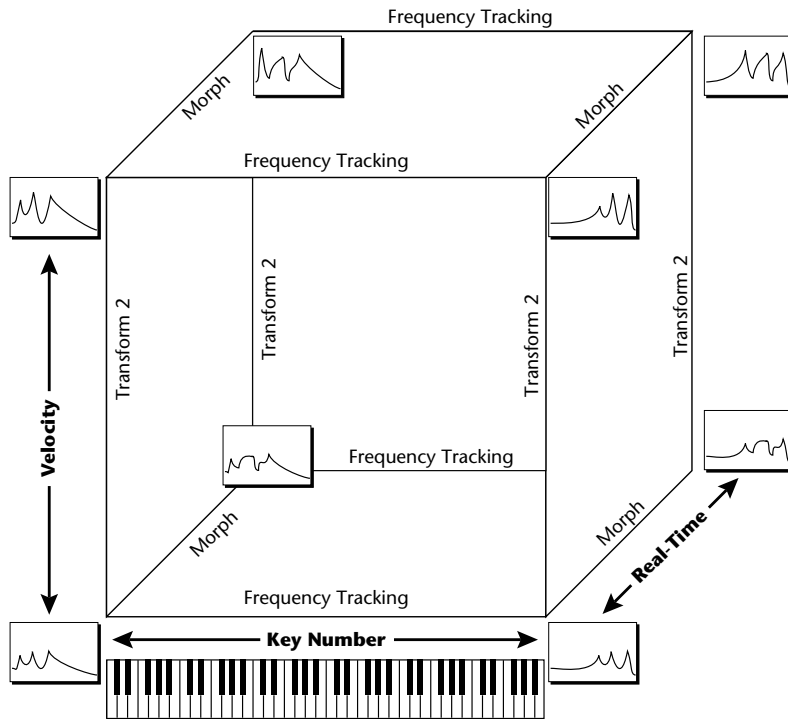 Frequency Tracking
Morph
Morph
Frequency Tracking
Transform 2
Transform 2
Transform 2
Transform 2
Velocity
Frequency Tracking
Morph
Morph
Real-Time
Frequency Tracking
Key Number